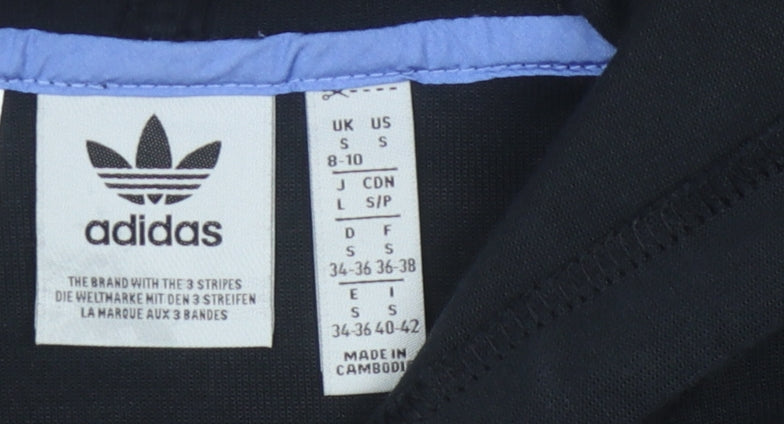 adidas
THE BRAND WITH THE 3 STRIPES
DIE WELTMARKE MIT DEN 3 STREIFEN
LA MARQUE AUX 3 BANDES
UK US
S S
8-10
J CDN
L S/P
D F
S S
34-36 36-38
E I
S S
34-36 40-42
MADE IN